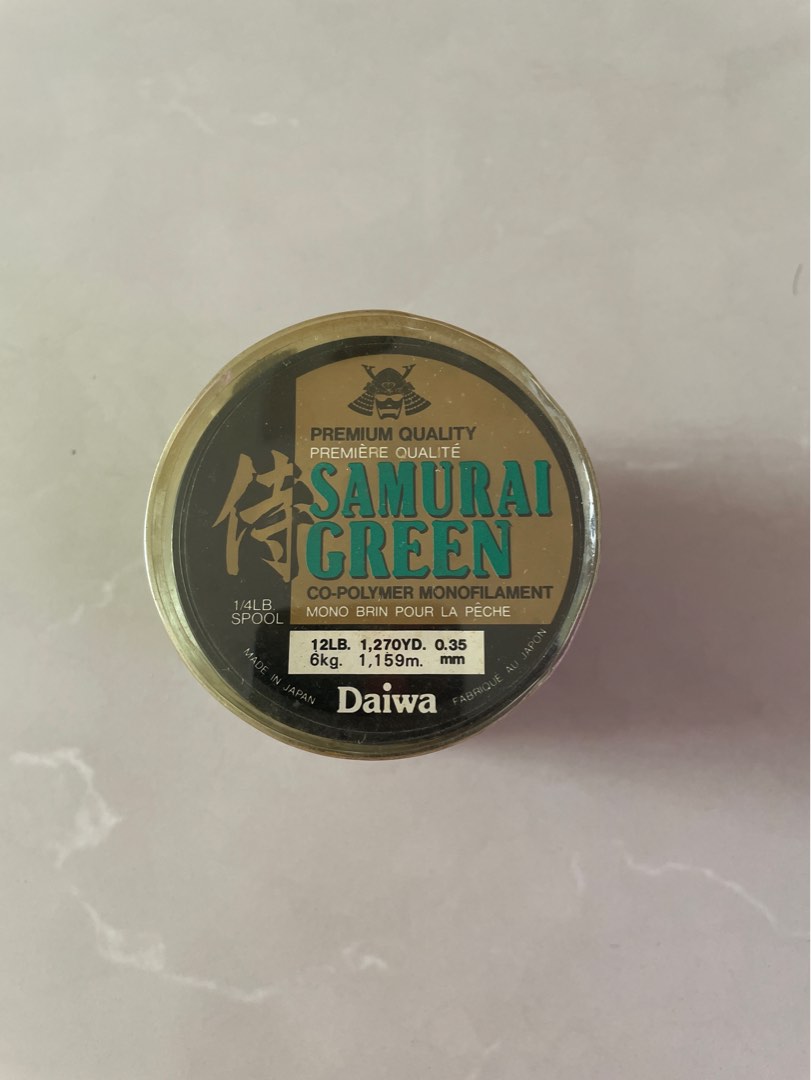 PREMIUM QUALITY
PREMIÈRE QUALITÉ
侍
SAMURAI
GREEN
CO-POLYMER MONOFILAMENT
MONO BRIN POUR LA PÊCHE
1/4LB.
SPOOL
12LB. 1,270YD. 0.35
6kg. 1,159m. mm
MADE IN JAPAN
Daiwa
FABRIQUÉ AU JAPON